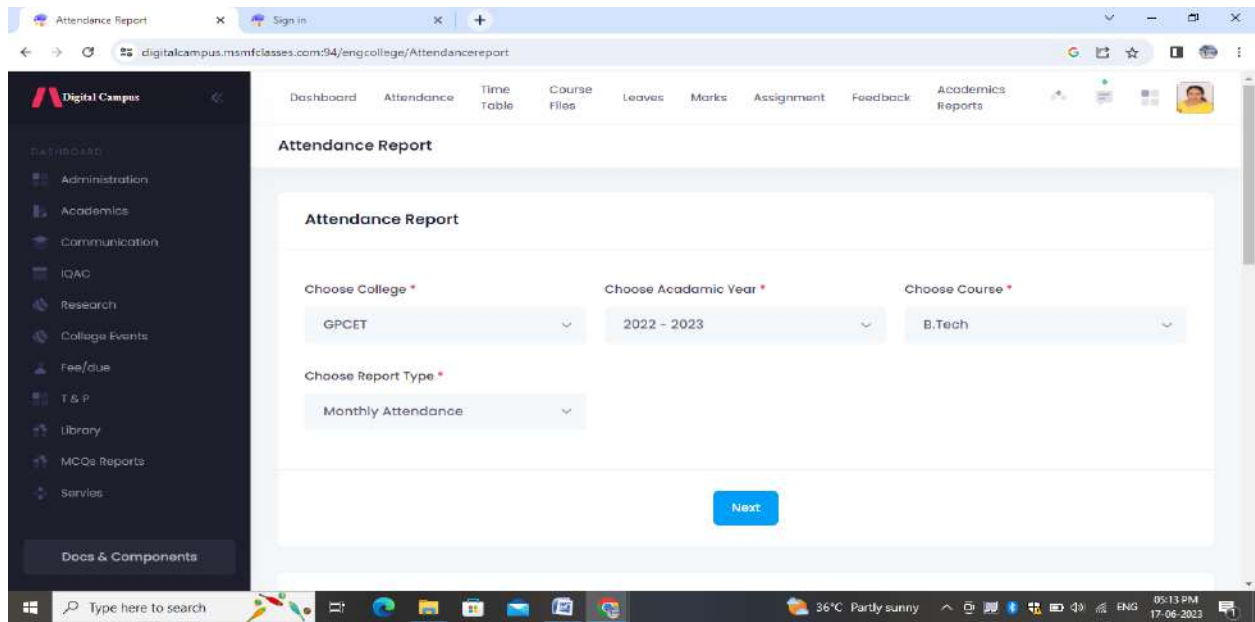 Attendance Report
Sign in
digitalcampus.msmfclasses.com:94/engcollege/Attendancereport
Digital Campus
Dashboard Attendance Time Table Course Files Leaves Marks Assignment Feedback Academics Reports
Attendance Report
DASHBOARD
Administration
Academics
Communication
IQAC
Research
College Events
Fee/due
T & P
Library
MCQs Reports
Servies
Docs & Components
Attendance Report
Choose College * Choose Acadamic Year * Choose Course *
GPCET 2022 - 2023 B.Tech
Choose Report Type *
Monthly Attendance
Next
Type here to search
36°C Partly sunny
ENG
05:13 PM
17-06-2023